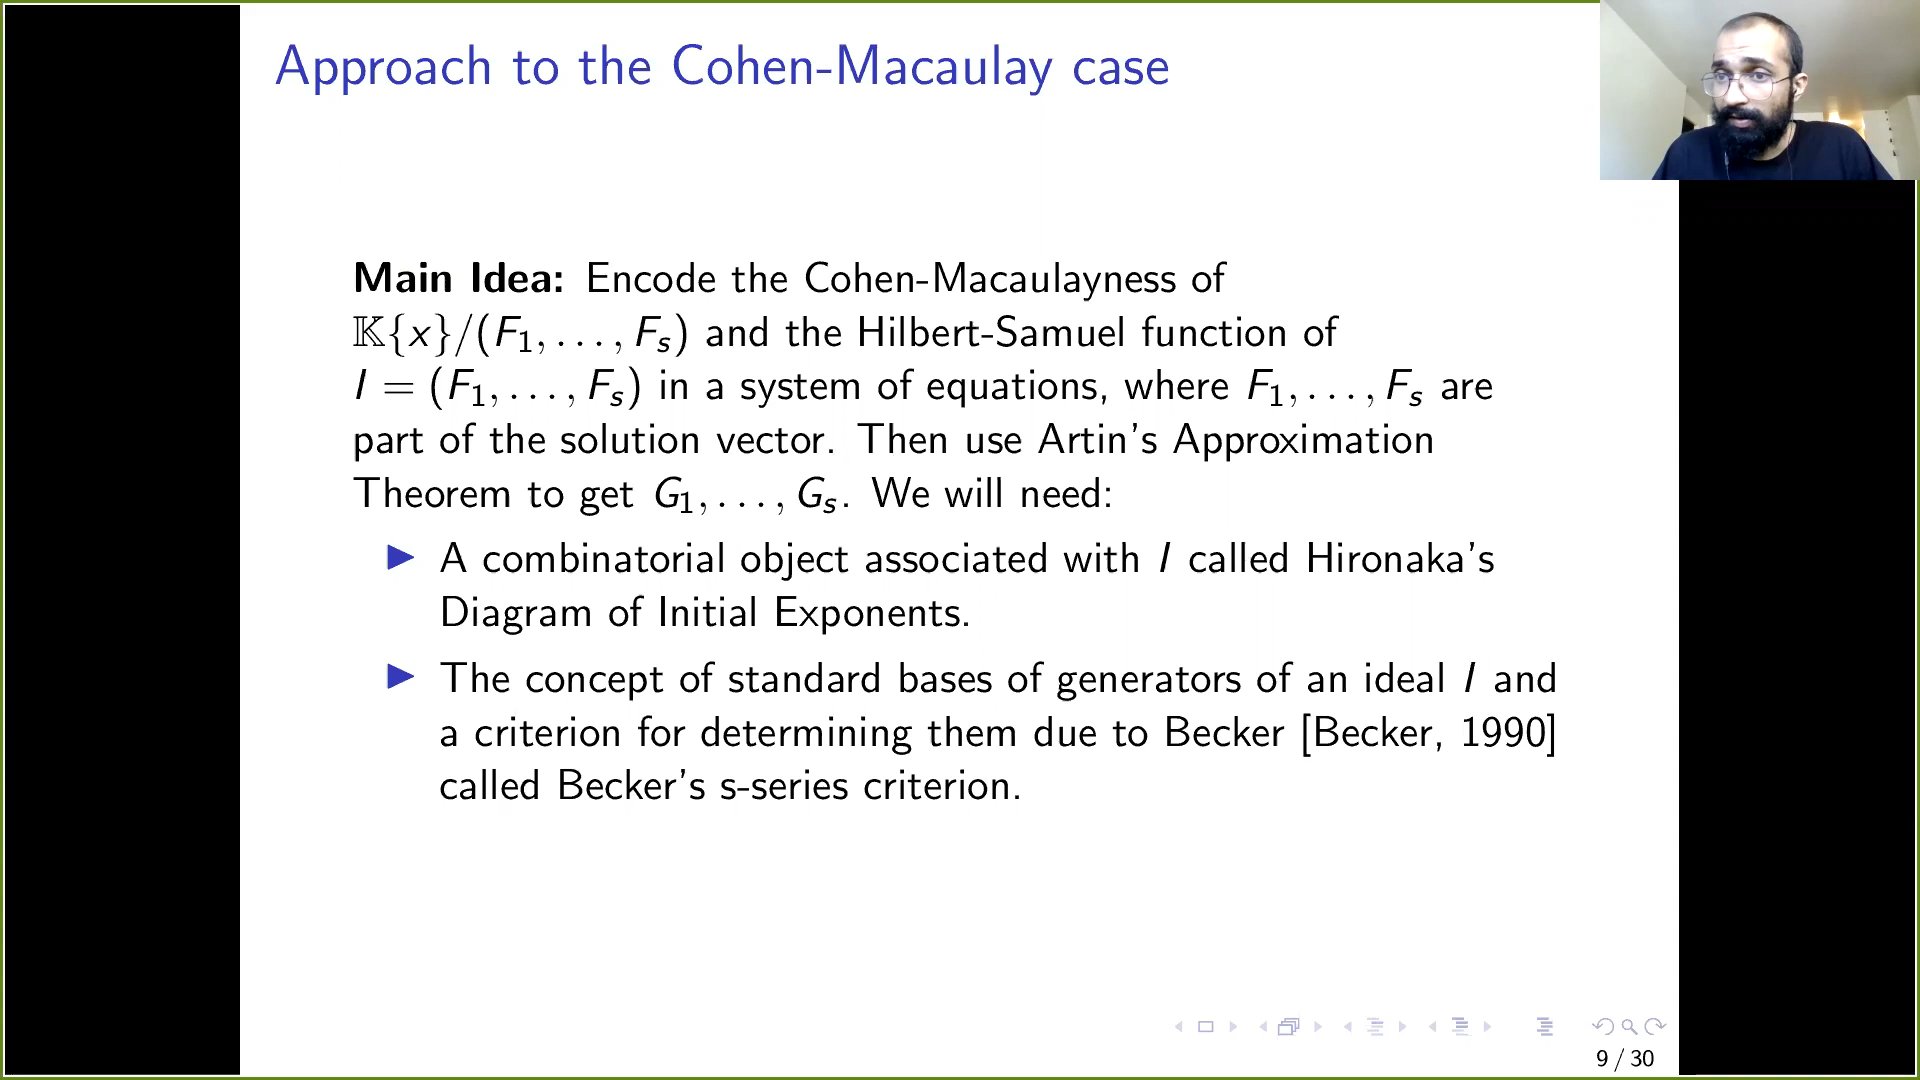 Approach to the Cohen-Macaulay case
Main Idea: Encode the Cohen-Macaulayness of
𝕂{x}/(F₁, . . . , Fₛ) and the Hilbert-Samuel function of
I = (F₁, . . . , Fₛ) in a system of equations, where F₁, . . . , Fₛ are
part of the solution vector. Then use Artin's Approximation
Theorem to get G₁, . . . , Gₛ. We will need:
A combinatorial object associated with I called Hironaka's
Diagram of Initial Exponents.
The concept of standard bases of generators of an ideal I and
a criterion for determining them due to Becker [Becker, 1990]
called Becker's s-series criterion.
9 / 30